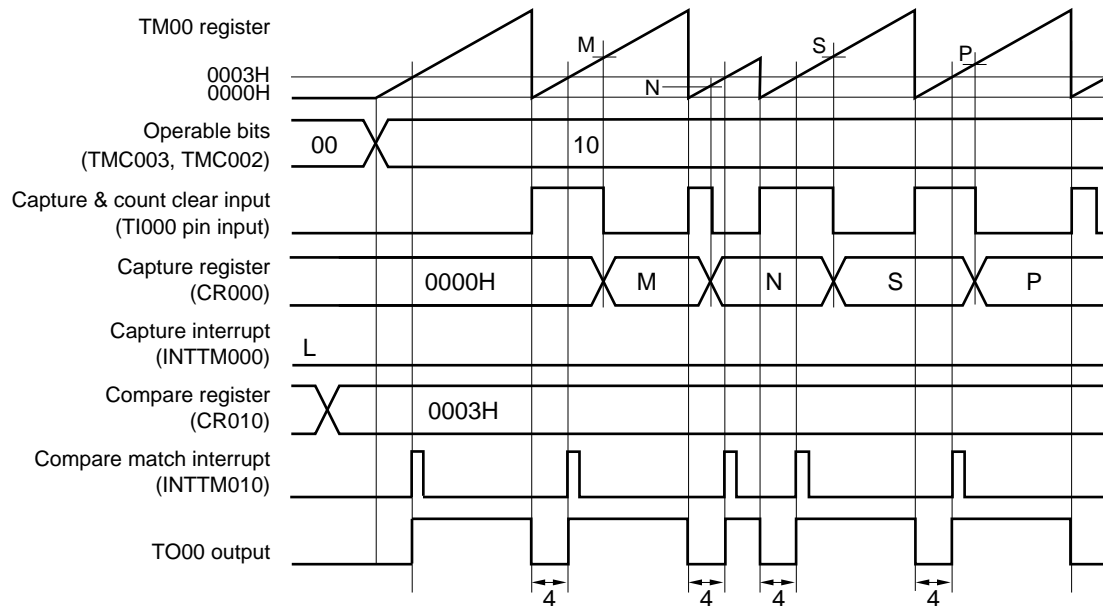 TM00 register
M
S
P
0003H
0000H
N
Operable bits
(TMC003, TMC002)
00
10
Capture & count clear input
(TI000 pin input)
Capture register
(CR000)
0000H
M
N
S
P
Capture interrupt
(INTTM000)
L
Compare register
(CR010)
0003H
Compare match interrupt
(INTTM010)
TO00 output
4
4
4
4